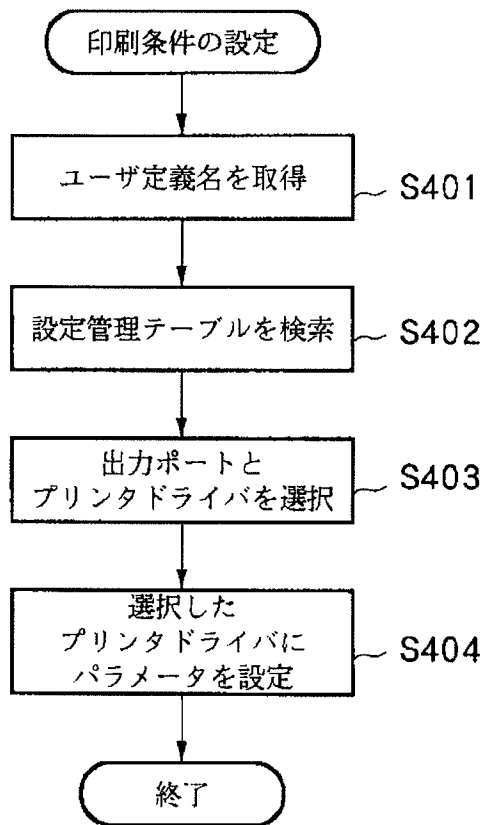 印刷条件の設定
ユーザ定義名を取得
S401
設定管理テーブルを検索
S402
出力ポートと
プリンタドライバを選択
S403
選択した
プリンタドライバに
パラメータを設定
S404
終了